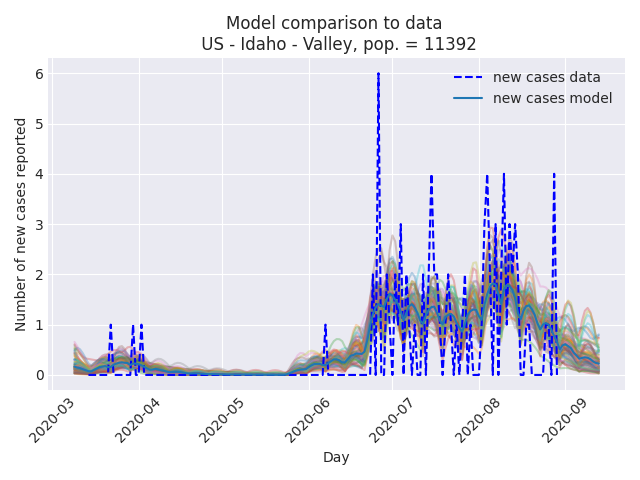 Model comparison to data
US - Idaho - Valley, pop. = 11392
new cases data
new cases model
Number of new cases reported
6
5
4
3
2
1
0
2020-03
2020-04
2020-05
2020-06
2020-07
2020-08
2020-09
Day